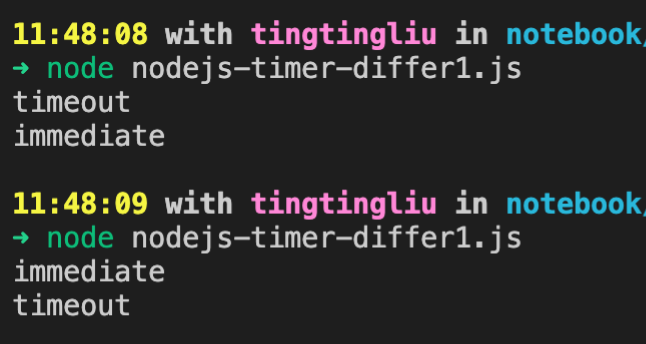 11:48:08 with tingtingliu in notebook/
→ node nodejs-timer-differ1.js
timeout
immediate
11:48:09 with tingtingliu in notebook/
→ node nodejs-timer-differ1.js
immediate
timeout